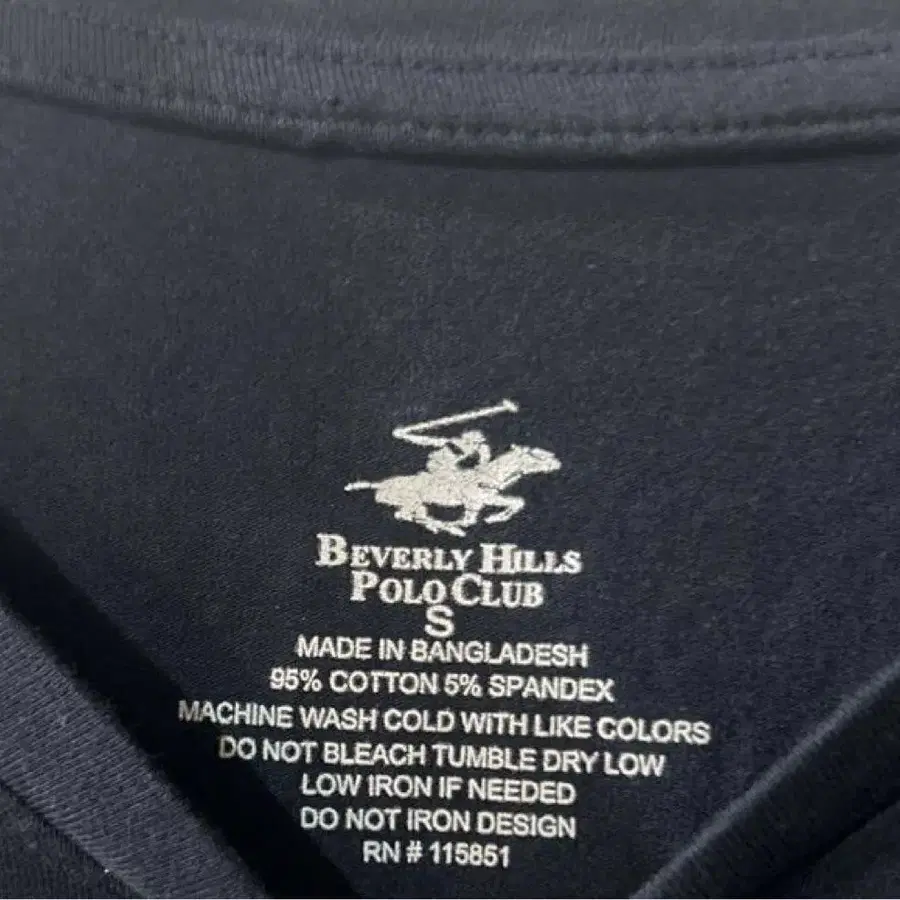 BEVERLY HILLS
POLO CLUB
S
MADE IN BANGLADESH
95% COTTON 5% SPANDEX
MACHINE WASH COLD WITH LIKE COLORS
DO NOT BLEACH TUMBLE DRY LOW
LOW IRON IF NEEDED
DO NOT IRON DESIGN
RN # 115851